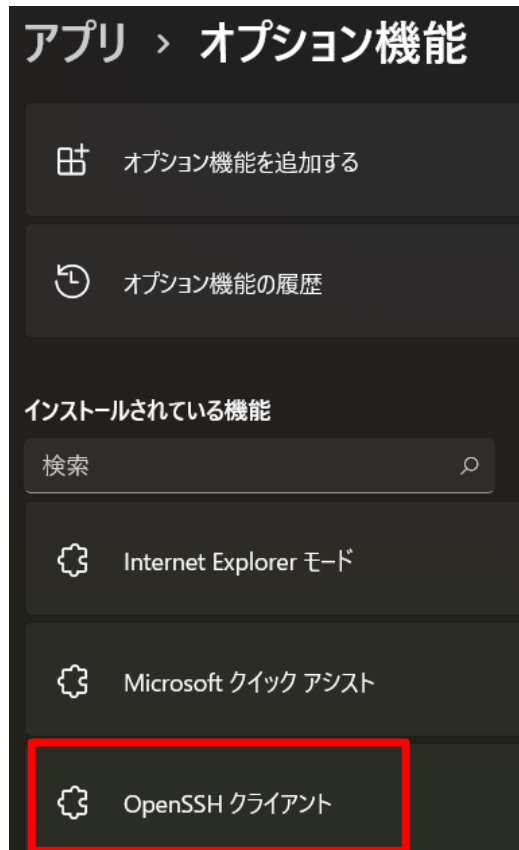 アプリ › オプション機能
オプション機能を追加する
オプション機能の履歴
インストールされている機能
検索
Internet Explorer モード
Microsoft クイック アシスト
OpenSSH クライアント